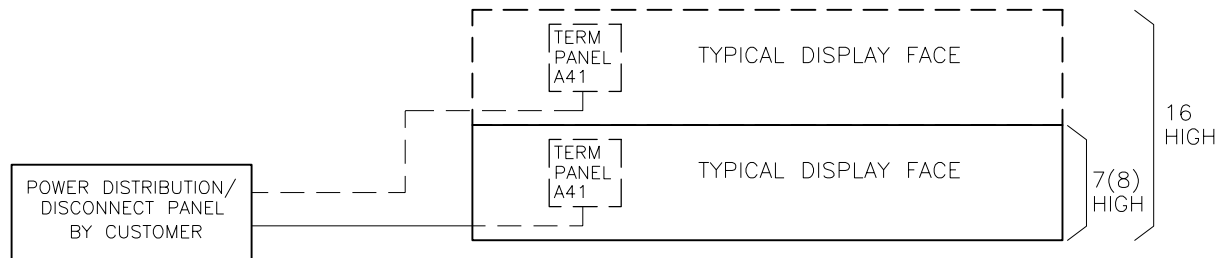 TERM
PANEL
A41
TYPICAL DISPLAY FACE
16
HIGH
TERM
PANEL
A41
TYPICAL DISPLAY FACE
7(8)
HIGH
POWER DISTRIBUTION/
DISCONNECT PANEL
BY CUSTOMER